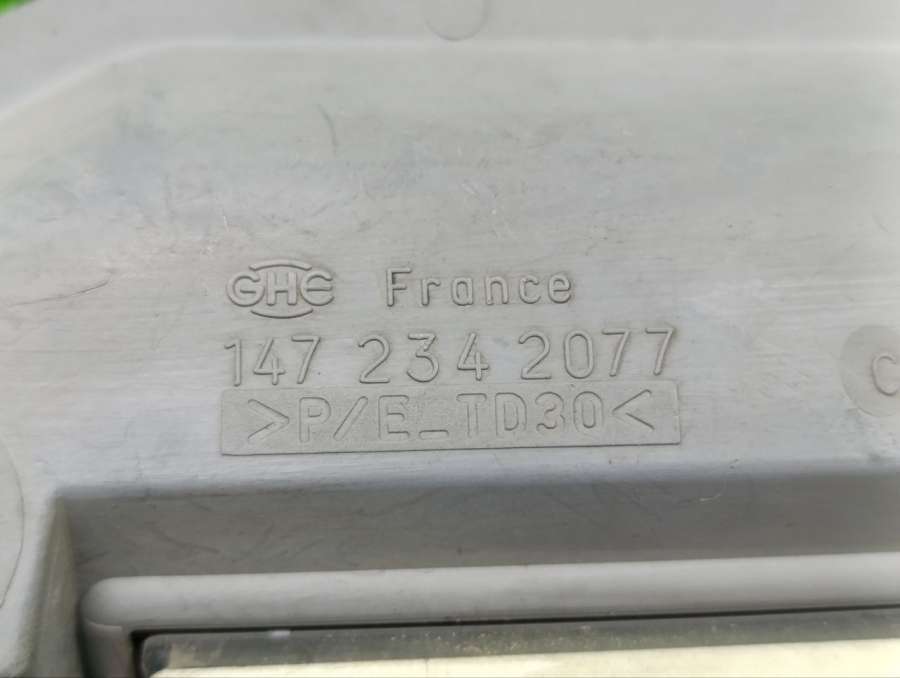 GHE France
147 234 2077
>P/E_TD30<
C